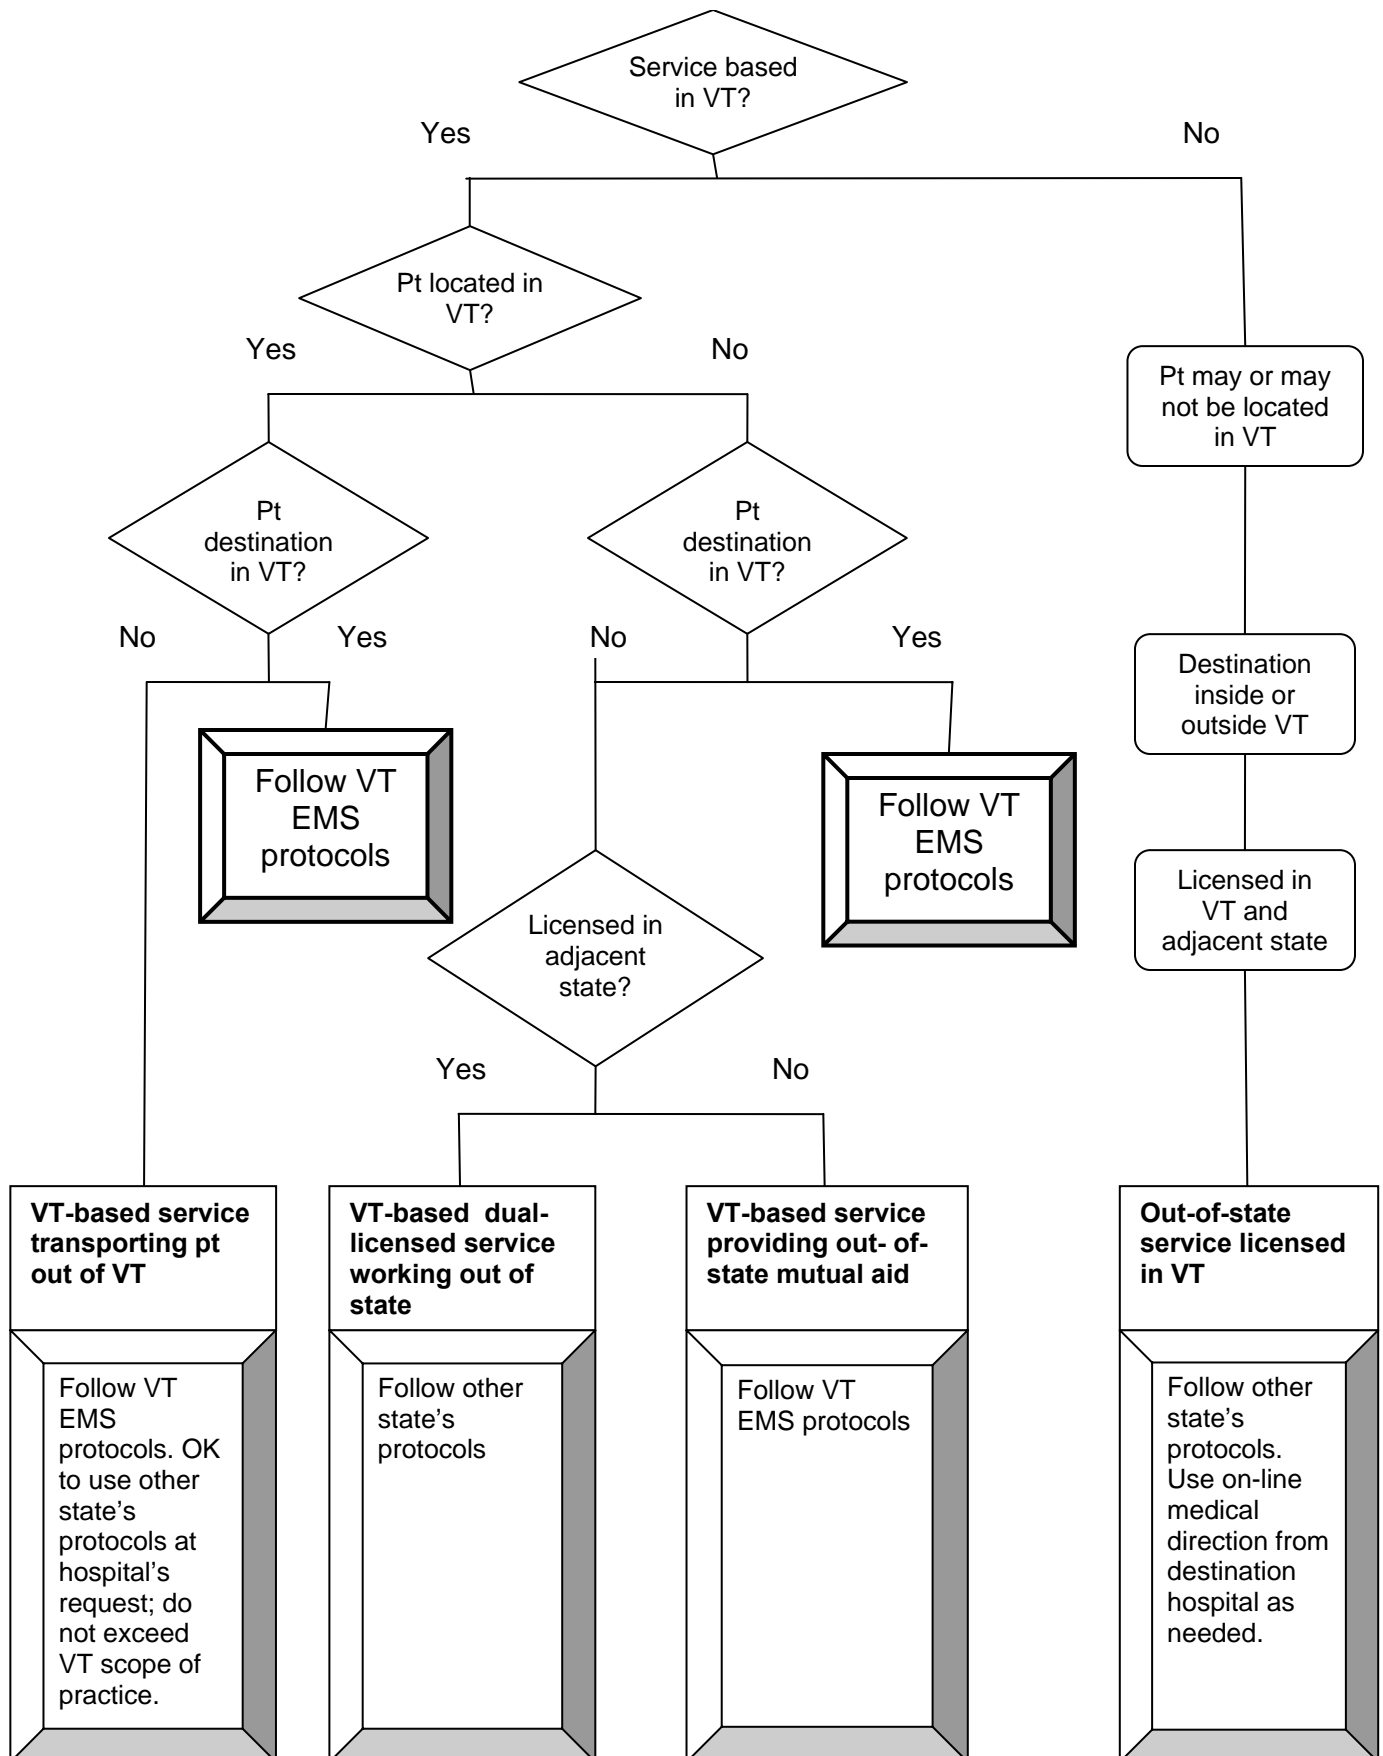 Service based
in VT?
Yes
No
Pt located in
VT?
Yes
No
Pt may or may
not be located
in VT
Pt
destination
in VT?
Pt
destination
in VT?
No
Yes
No
Yes
Destination
inside or
outside VT
Follow VT
EMS
protocols
Follow VT
EMS
protocols
Licensed in
VT and
adjacent state
Licensed in
adjacent
state?
Yes
No
VT-based service
transporting pt
out of VT
Follow VT
EMS
protocols. OK
to use other
state’s
protocols at
hospital’s
request; do
not exceed
VT scope of
practice.
VT-based  dual-
licensed service
working out of
state
Follow other
state’s
protocols
VT-based service
providing out- of-
state mutual aid
Follow VT
EMS protocols
Out-of-state
service licensed
in VT
Follow other
state’s
protocols.
Use on-line
medical
direction from
destination
hospital as
needed.